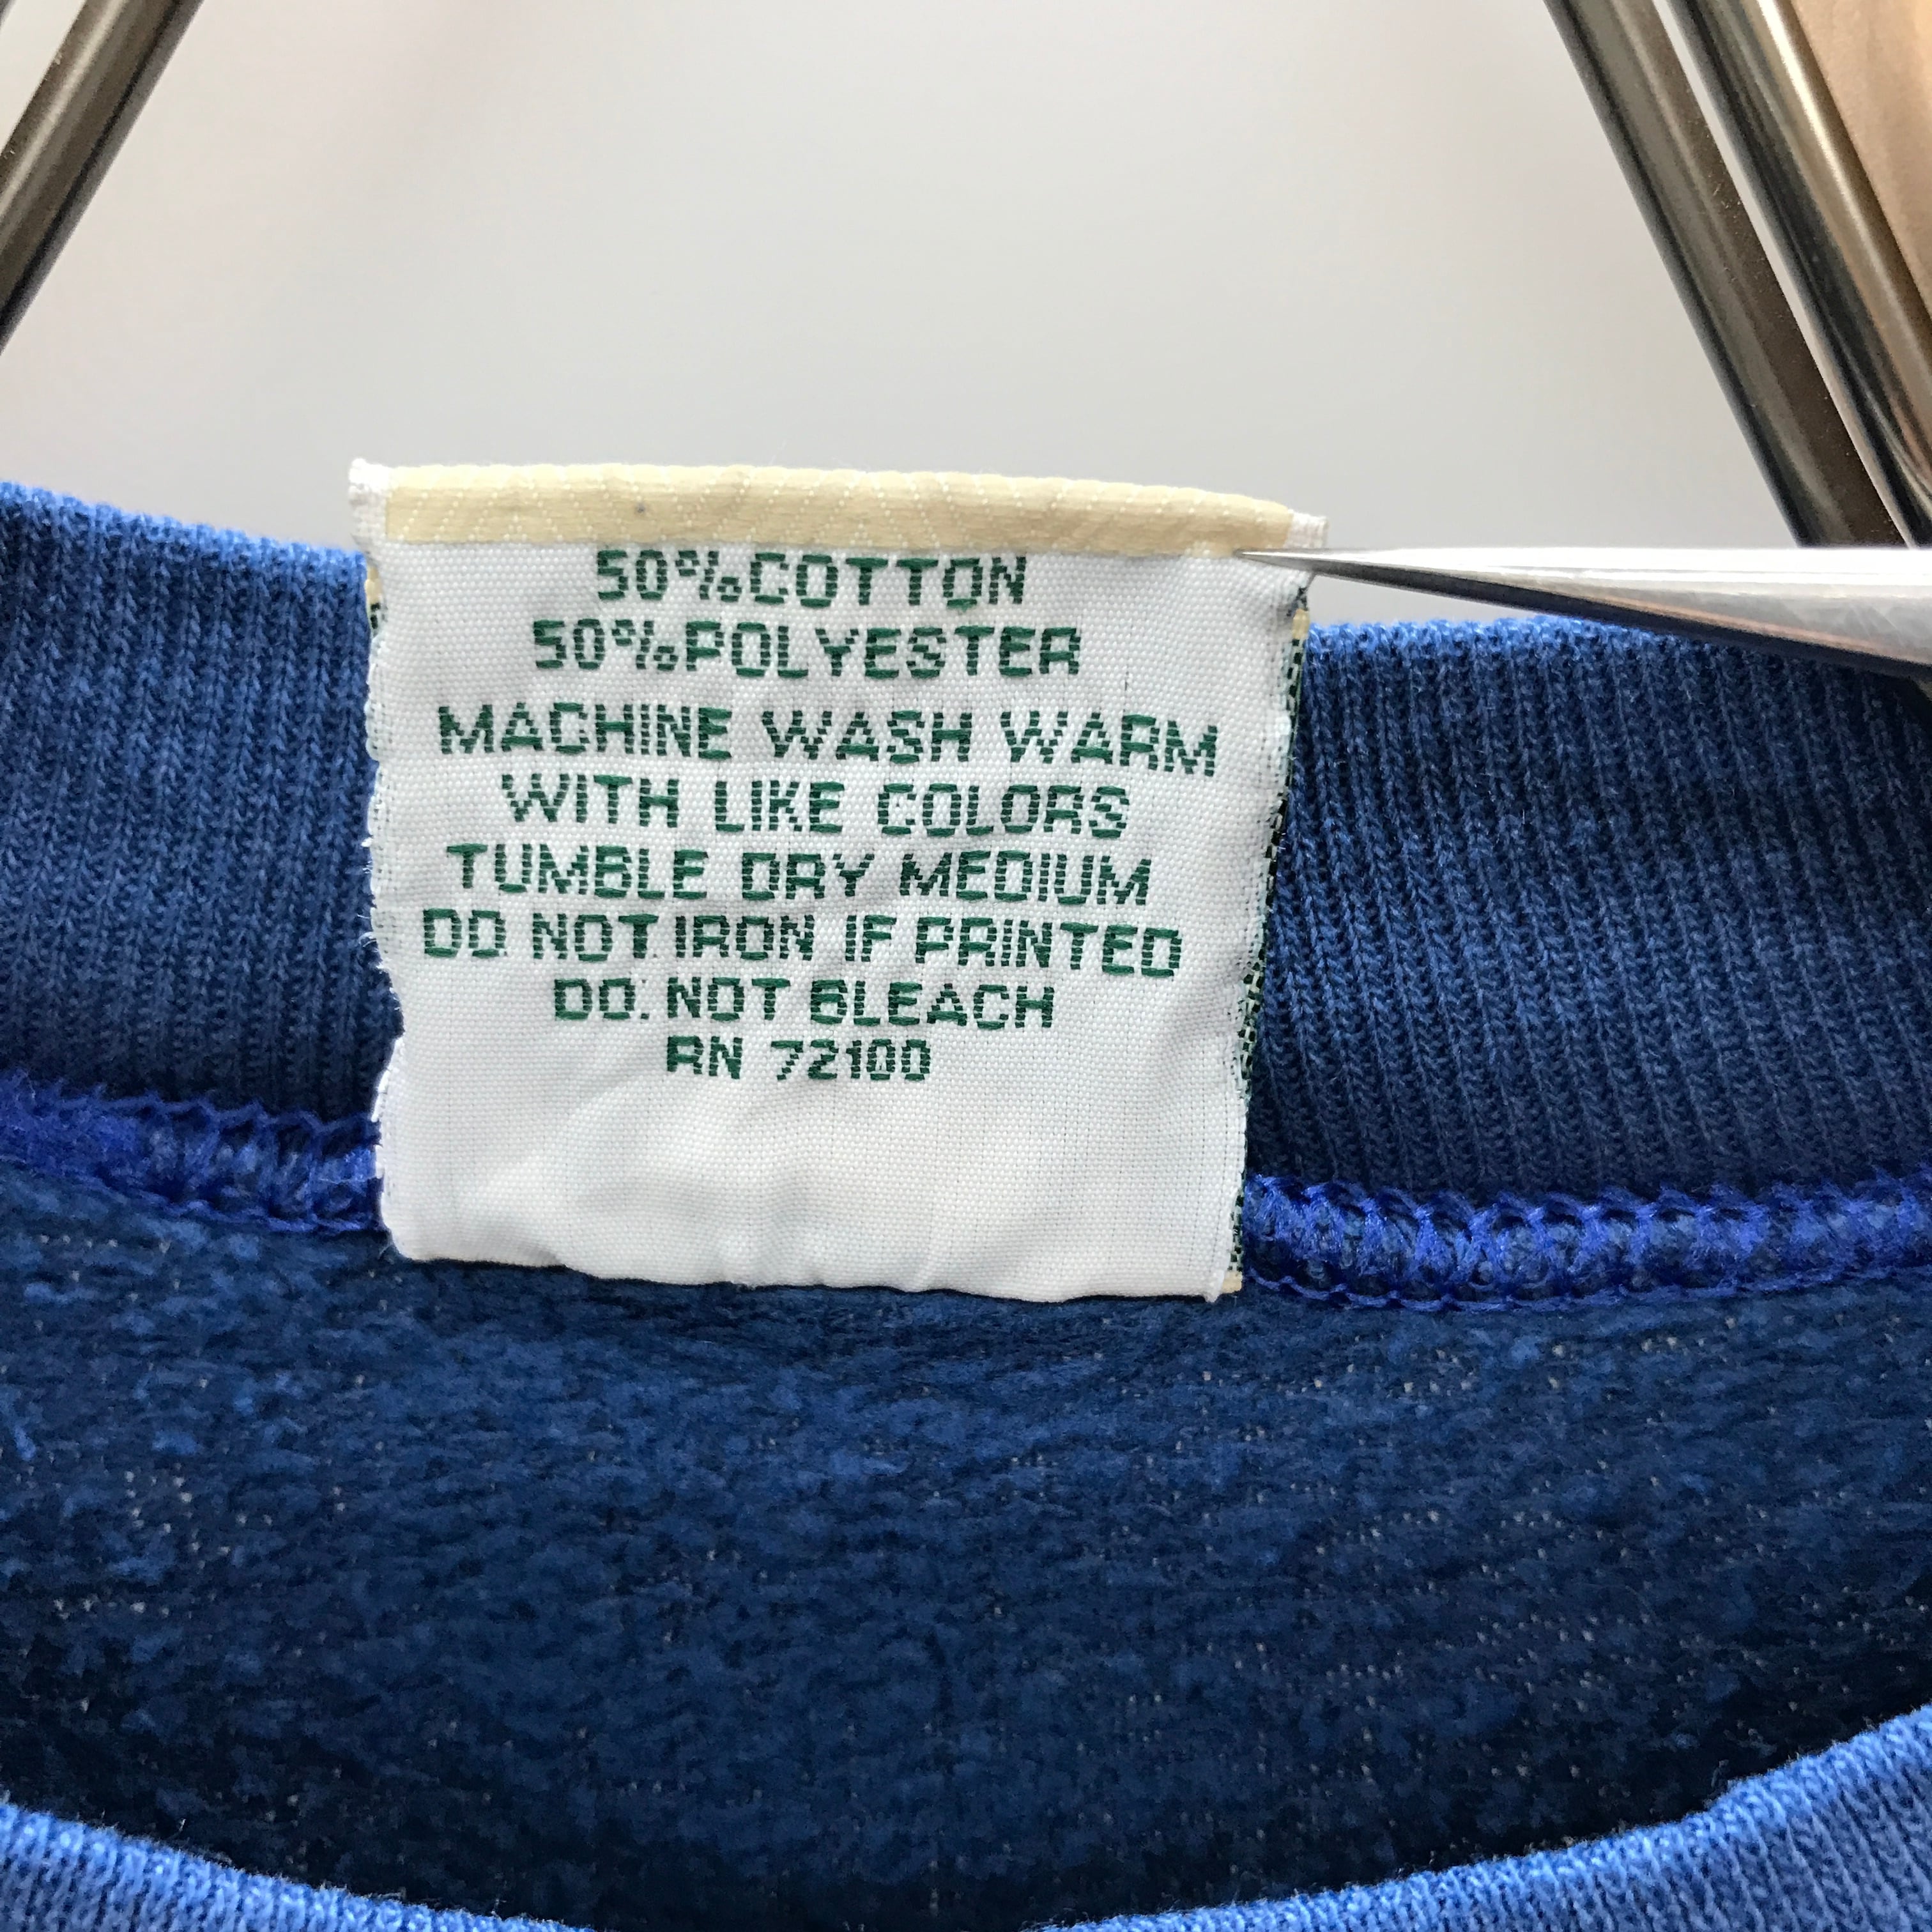 50%COTTON
50%POLYESTER
MACHINE WASH WARM
WITH LIKE COLORS
TUMBLE DRY MEDIUM
DO NOT IRON IF PRINTED
DO NOT BLEACH
RN 72100